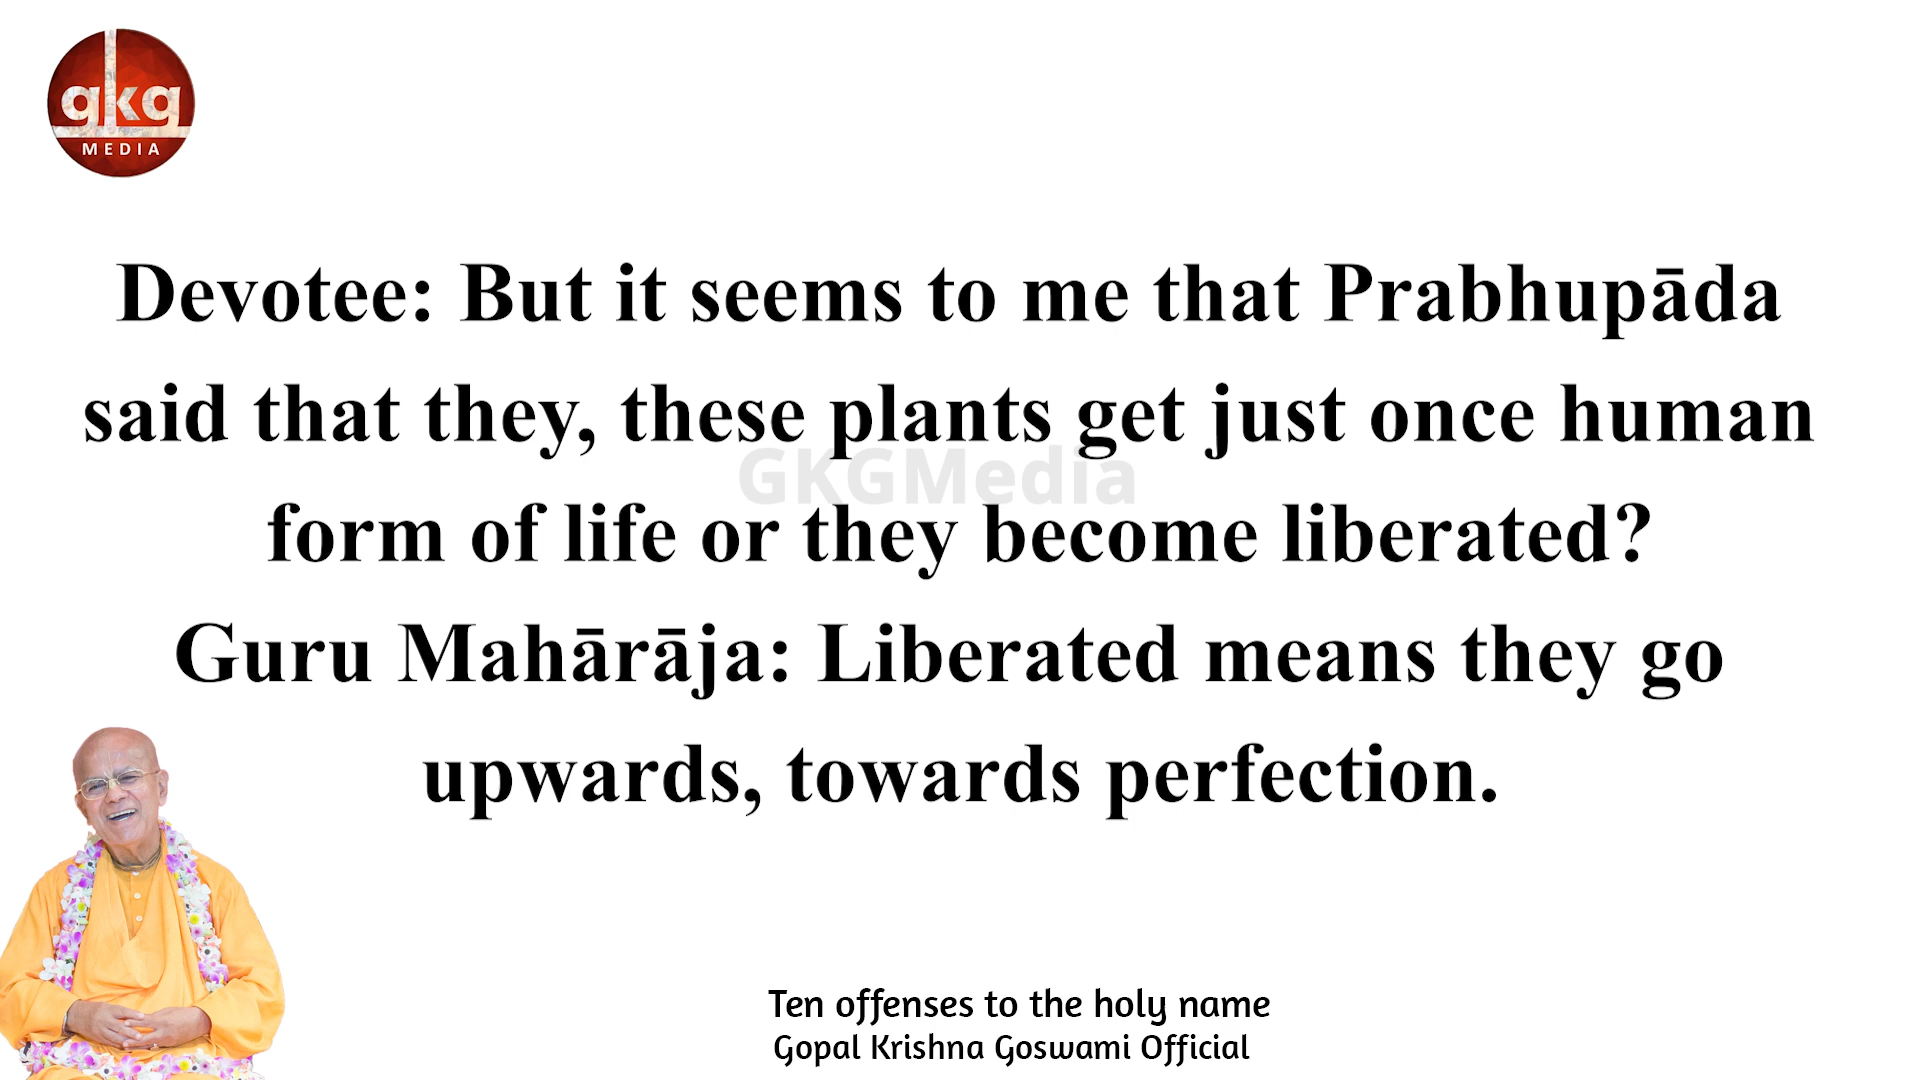 gkg
MEDIA
Devotee: But it seems to me that Prabhupāda
said that they, these plants get just once human
GKGMedia
form of life or they become liberated?
Guru Mahārāja: Liberated means they go
upwards, towards perfection.
Ten offenses to the holy name
Gopal Krishna Goswami Official